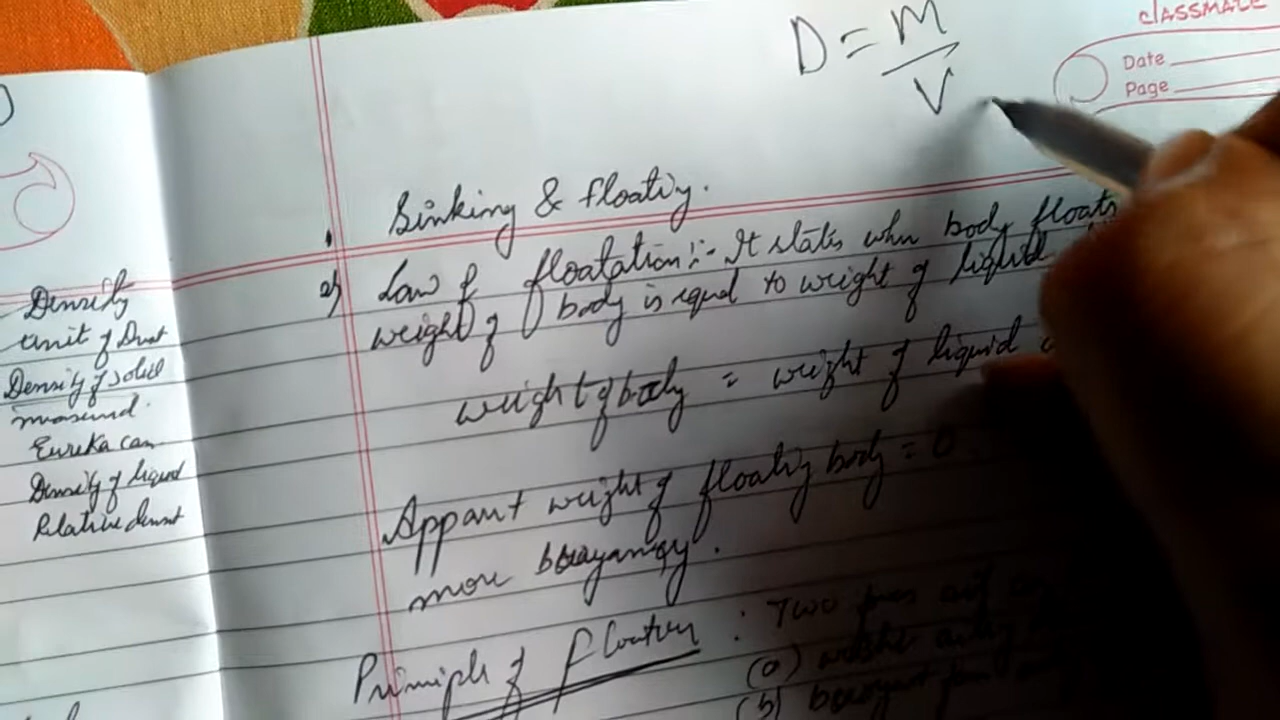 D = M
V
classmate
Date
Page
Sinking & floating.
Law of floatation :- It states when body floats
weight of body is equal to weight of liquid
weight of body = weight of liquid
Apparent weight of floating body = 0
more buoyancy.
Principle of Floatation : Two
(a)
(b) buoyant
Density
unit of
Density of solid
measured.
Eureka can
Density of liquid
Relative